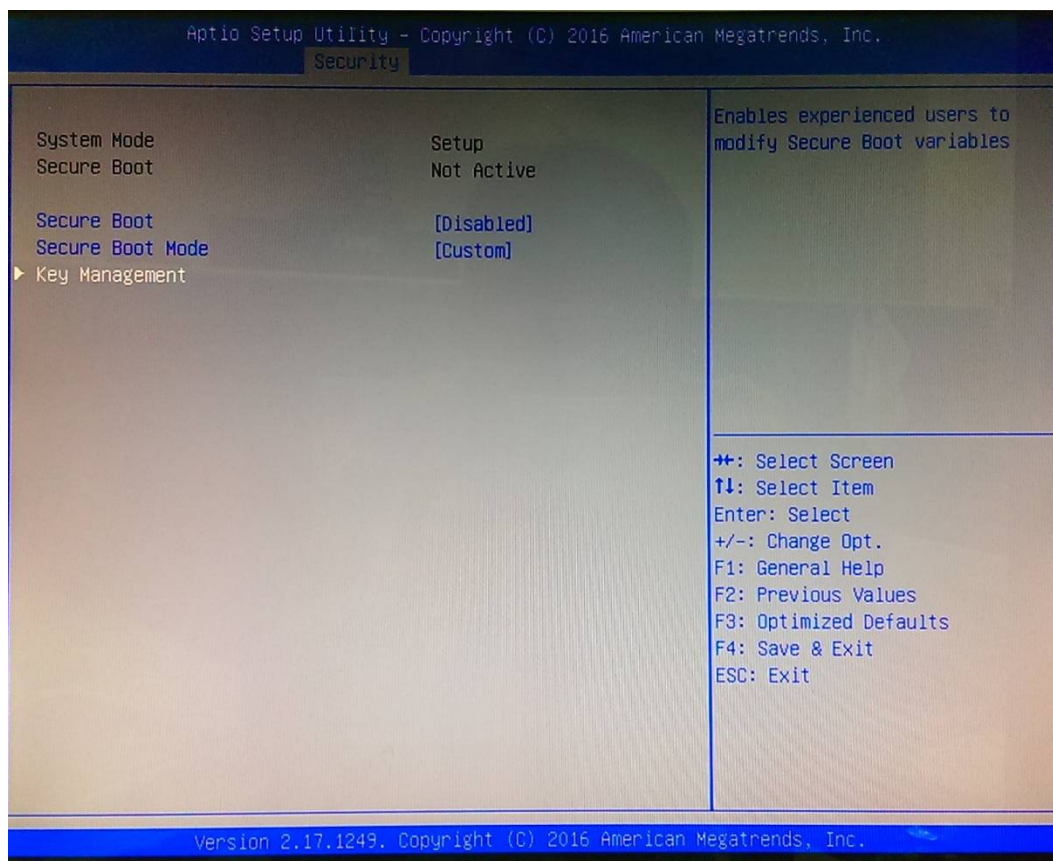 Aptio Setup Utility – Copyright (C) 2016 American Megatrends, Inc.
Security
System Mode Setup
Secure Boot Not Active
Secure Boot [Disabled]
Secure Boot Mode [Custom]
▶ Key Management
Enables experienced users to
modify Secure Boot variables
→←: Select Screen
↑↓: Select Item
Enter: Select
+/-: Change Opt.
F1: General Help
F2: Previous Values
F3: Optimized Defaults
F4: Save & Exit
ESC: Exit
Version 2.17.1249. Copyright (C) 2016 American Megatrends, Inc.